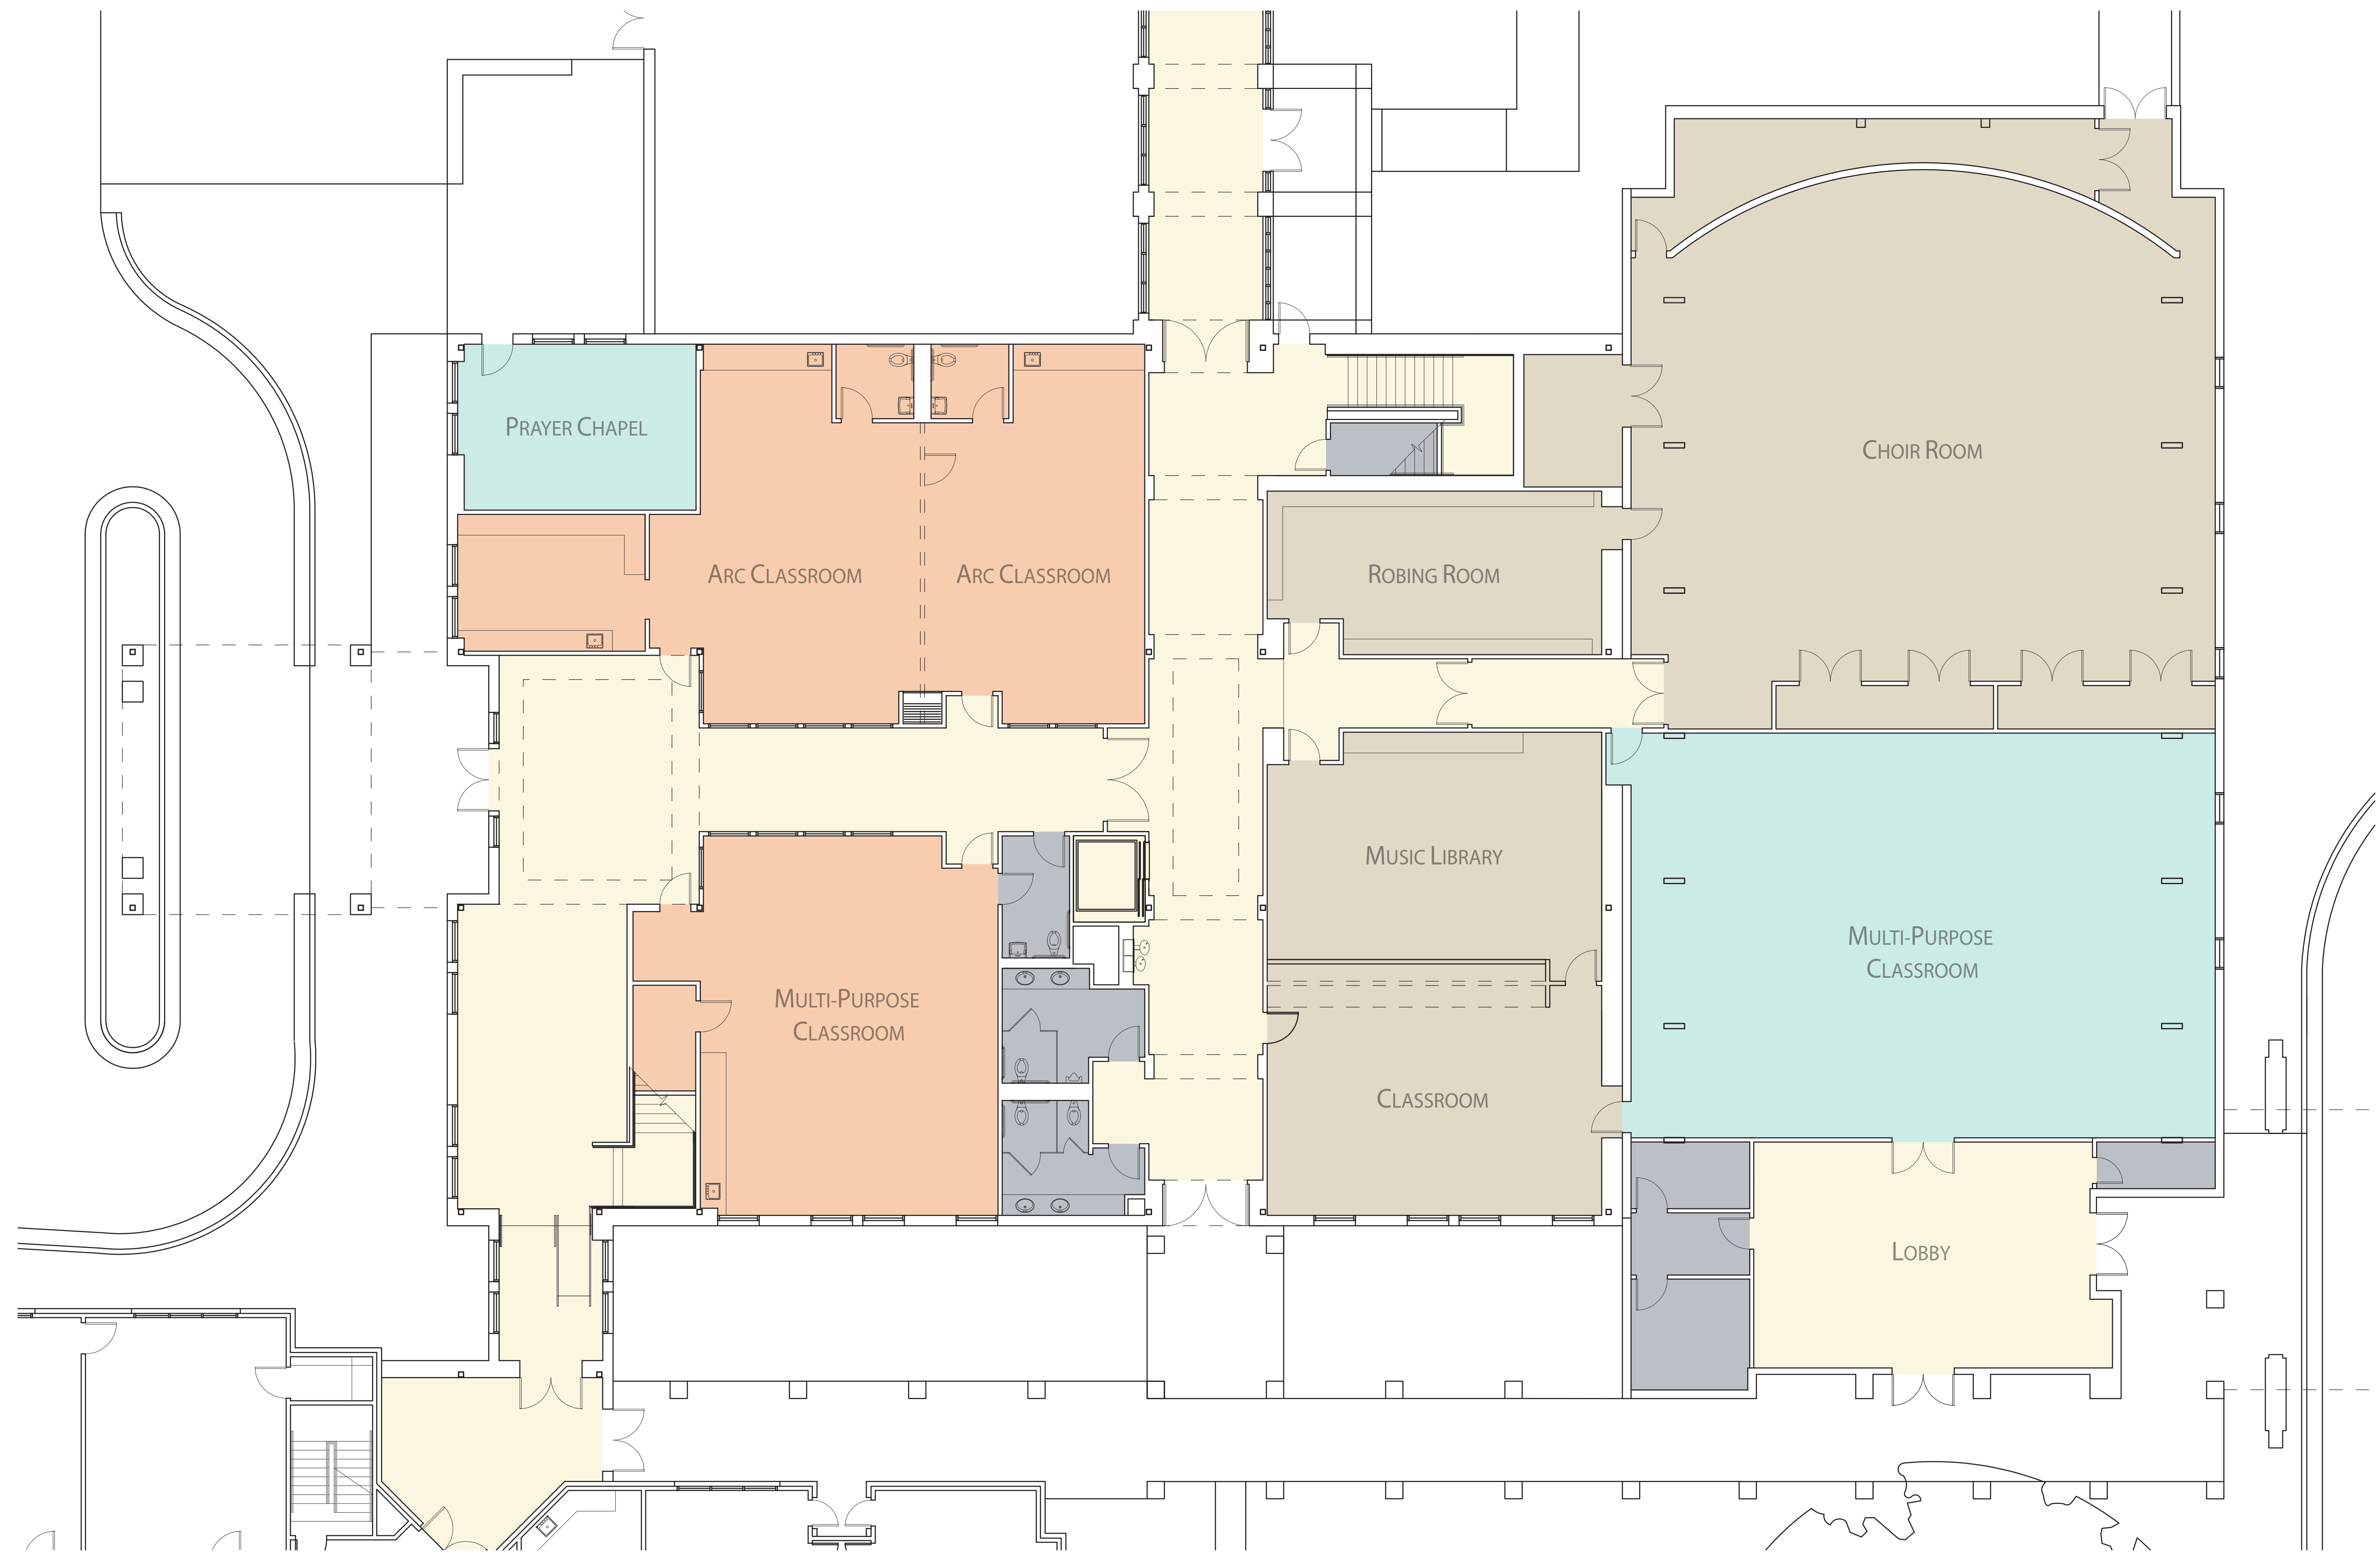 Prayer Chapel
Choir Room
Arc Classroom
Arc Classroom
Robing Room
Music Library
Multi-Purpose
Classroom
Multi-Purpose
Classroom
Classroom
Lobby